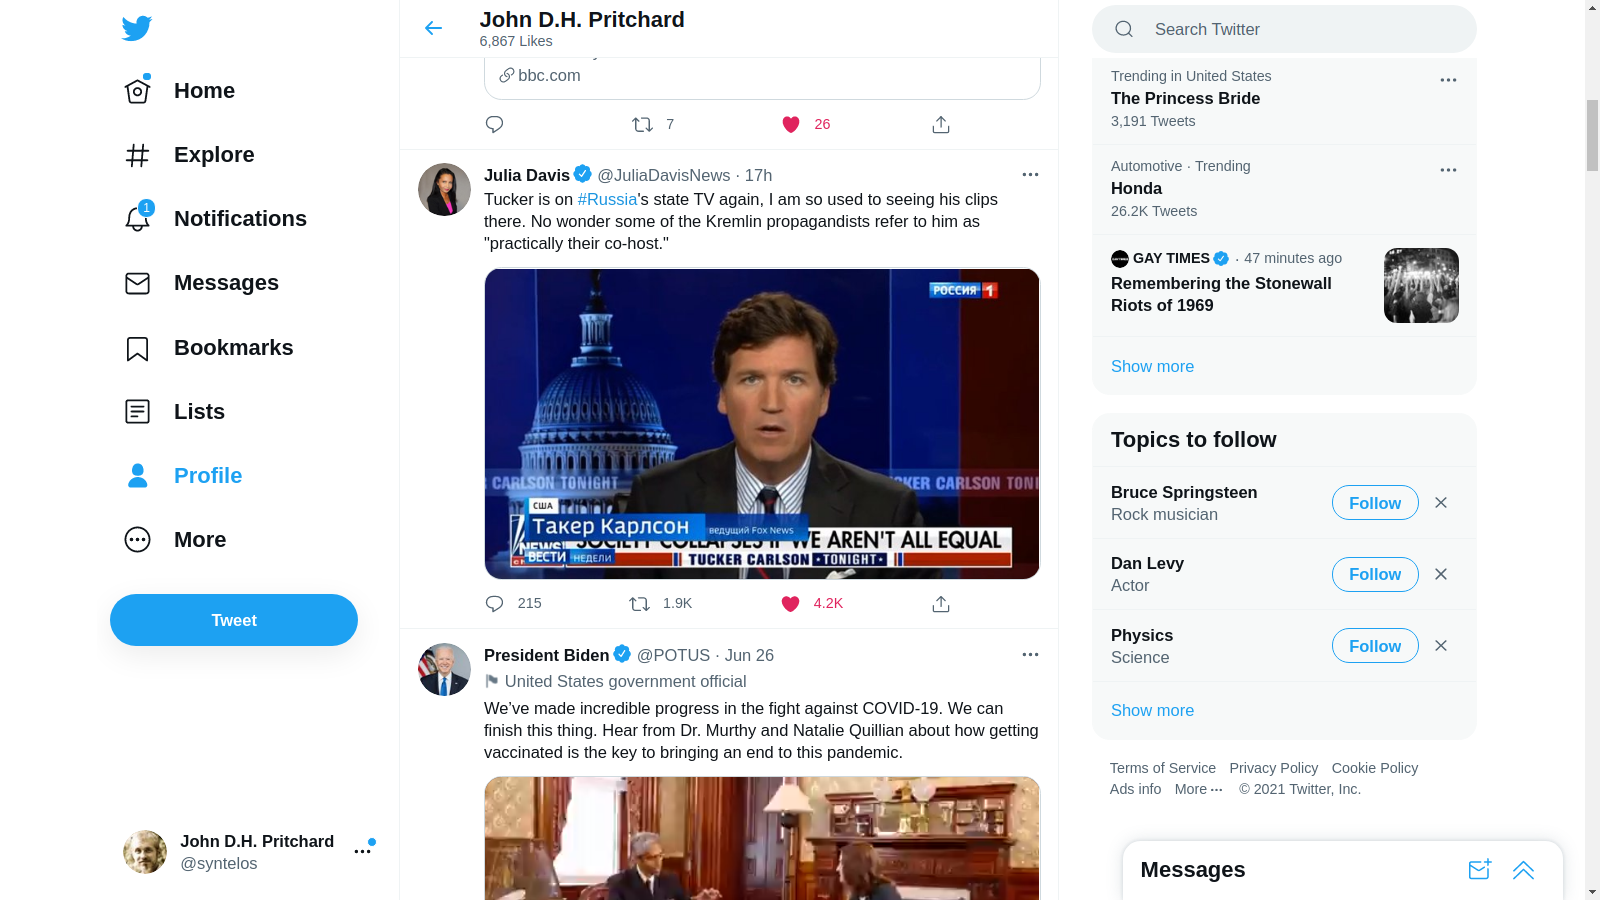 Home
Explore
1
Notifications
Messages
Bookmarks
Lists
Profile
More
Tweet
John D.H. Pritchard
@syntelos
John D.H. Pritchard
6,867 Likes
bbc.com
7
26
Julia Davis @JuliaDavisNews · 17h
Tucker is on #Russia's state TV again, I am so used to seeing his clips
there. No wonder some of the Kremlin propagandists refer to him as
"practically their co-host."
РОССИЯ 1
CARLSON TONIGHT
CARLSON TONI
США
Такер Карлсон
ведущий Fox News
SOCIETY COLLAPSES IF WE AREN'T ALL EQUAL
ВЕСТИ НЕДЕЛИ
TUCKER CARLSON ★TONIGHT★
215
1.9K
4.2K
President Biden @POTUS · Jun 26
United States government official
We’ve made incredible progress in the fight against COVID-19. We can
finish this thing. Hear from Dr. Murthy and Natalie Quillian about how getting
vaccinated is the key to bringing an end to this pandemic.
Search Twitter
Trending in United States
The Princess Bride
3,191 Tweets
Automotive · Trending
Honda
26.2K Tweets
GAY TIMES · 47 minutes ago
Remembering the Stonewall
Riots of 1969
Show more
Topics to follow
Bruce Springsteen
Rock musician
Follow
Dan Levy
Actor
Follow
Physics
Science
Follow
Show more
Terms of Service Privacy Policy Cookie Policy
Ads info More ··· © 2021 Twitter, Inc.
Messages